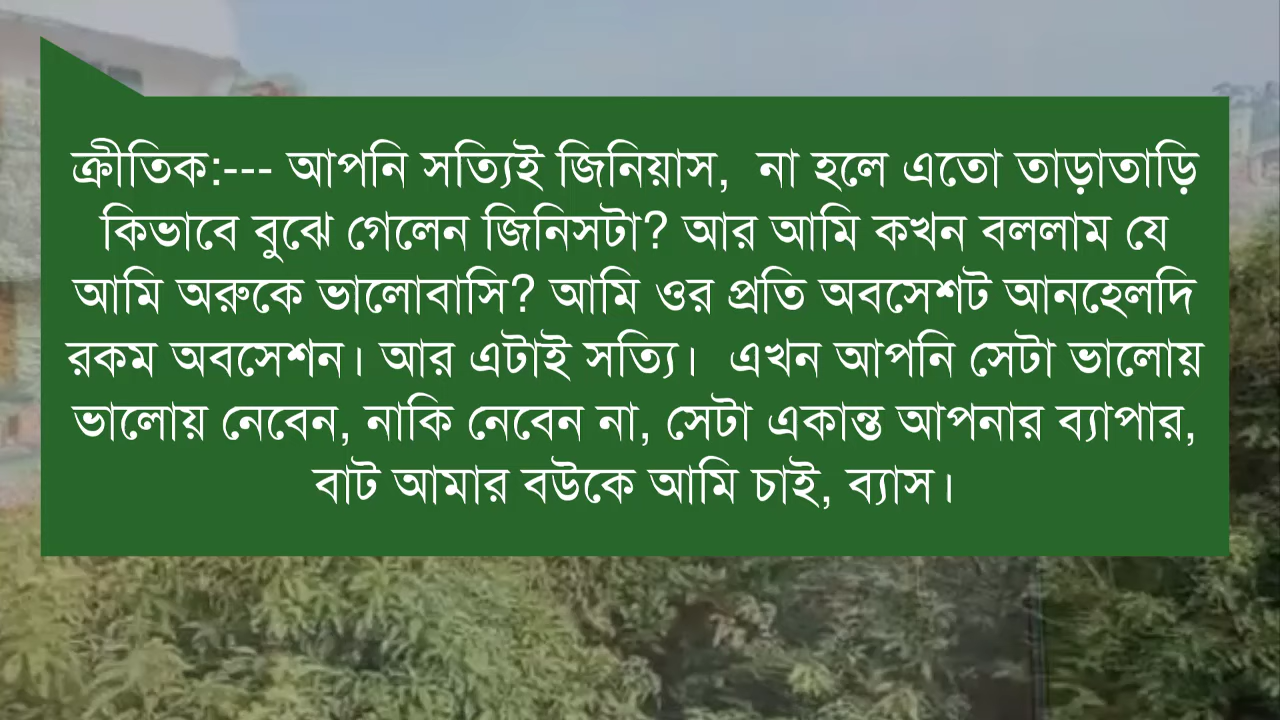 ক্রীতিক:--- আপনি সত্যিই জিনিয়াস,  না হলে এতো তাড়াতাড়ি
কিভাবে বুঝে গেলেন জিনিসটা? আর আমি কখন বললাম যে
আমি অরুকে ভালোবাসি? আমি ওর প্রতি অবসেশট আনহেলদি
রকম অবসেশন। আর এটাই সত্যি।  এখন আপনি সেটা ভালোয়
ভালোয় নেবেন, নাকি নেবেন না, সেটা একান্ত আপনার ব্যাপার,
বাট আমার বউকে আমি চাই, ব্যাস।